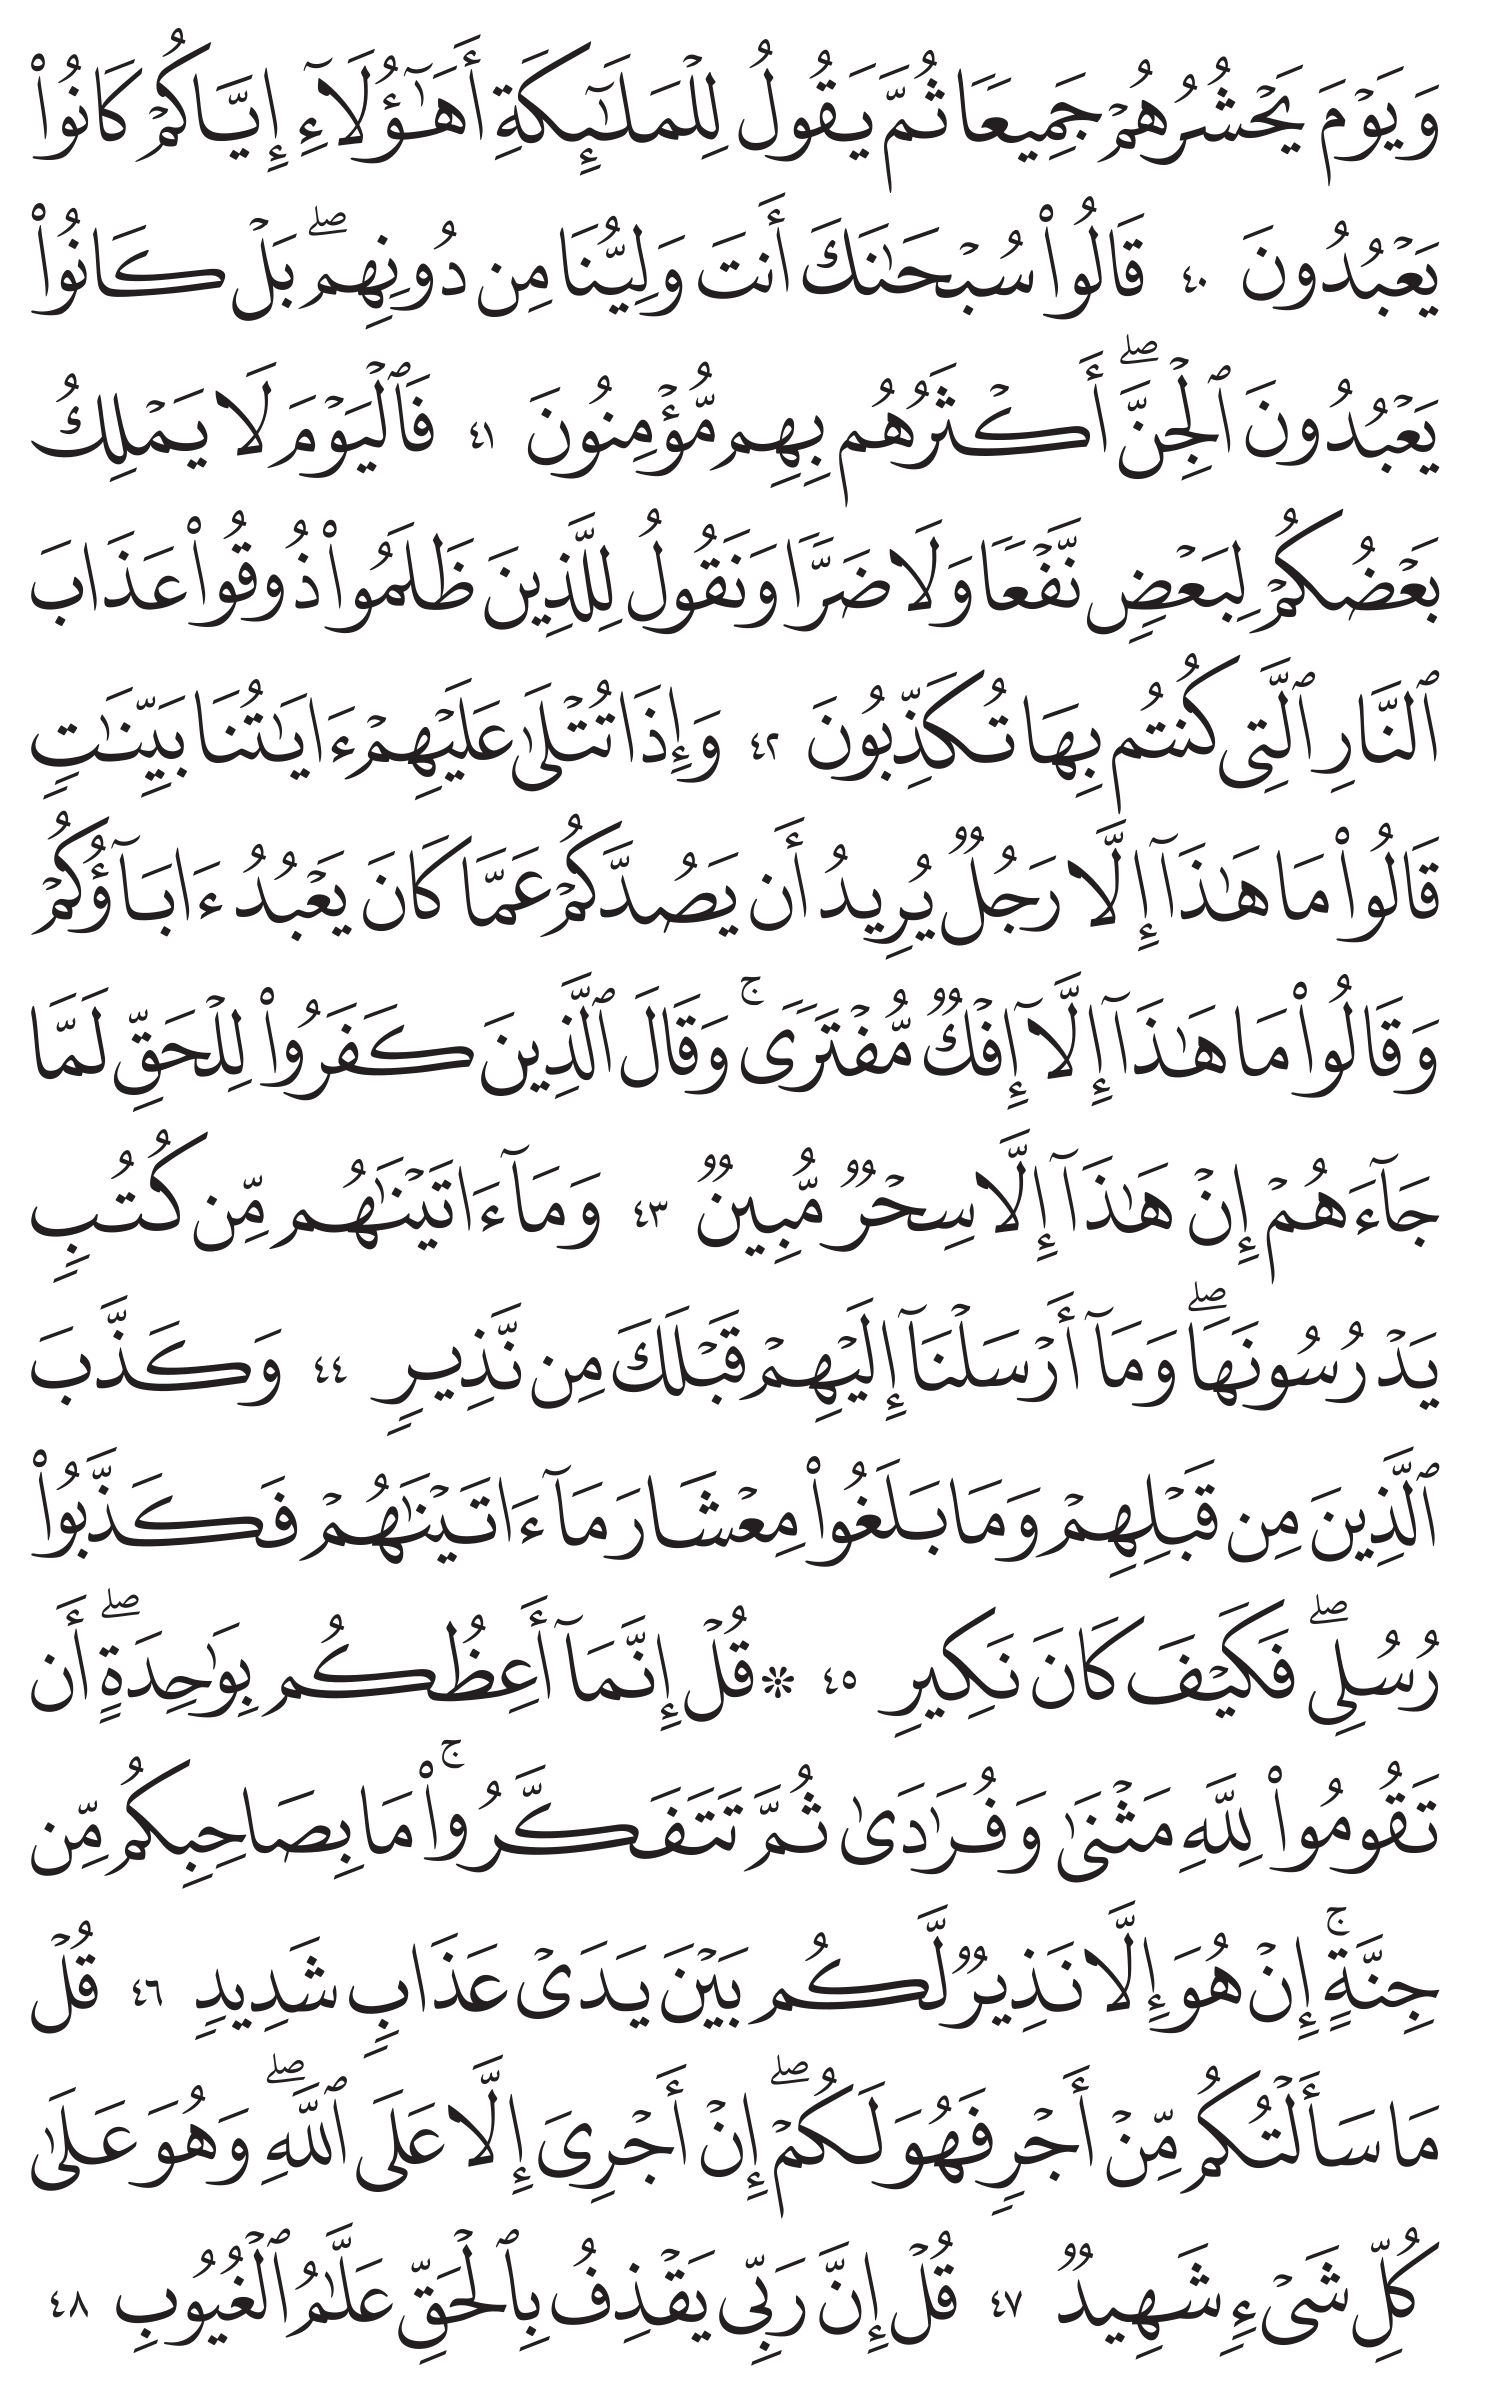 وَيَوۡمَ يَحۡشُرُهُمۡ جَمِيعٗا ثُمَّ يَقُولُ لِلۡمَلَٰٓئِكَةِ أَهَٰٓؤُلَآءِ إِيَّاكُمۡ كَانُواْ
يَعۡبُدُونَ ٤٠ قَالُواْ سُبۡحَٰنَكَ أَنتَ وَلِيُّنَا مِن دُونِهِمۖ بَلۡ كَانُواْ
يَعۡبُدُونَ ٱلۡجِنَّۖ أَكۡثَرُهُم بِهِم مُّؤۡمِنُونَ ٤١ فَٱلۡيَوۡمَ لَا يَمۡلِكُ
بَعۡضُكُمۡ لِبَعۡضٖ نَّفۡعٗا وَلَا ضَرّٗا وَنَقُولُ لِلَّذِينَ ظَلَمُواْ ذُوقُواْ عَذَابَ
ٱلنَّارِ ٱلَّتِي كُنتُم بِهَا تُكَذِّبُونَ ٤٢ وَإِذَا تُتۡلَىٰ عَلَيۡهِمۡ ءَايَٰتُنَا بَيِّنَٰتٖ
قَالُواْ مَا هَٰذَآ إِلَّا رَجُلٞ يُرِيدُ أَن يَصُدَّكُمۡ عَمَّا كَانَ يَعۡبُدُ ءَابَآؤُكُمۡ
وَقَالُواْ مَا هَٰذَآ إِلَّآ إِفۡكٞ مُّفۡتَرٗىۚ وَقَالَ ٱلَّذِينَ كَفَرُواْ لِلۡحَقِّ لَمَّا
جَآءَهُمۡ إِنۡ هَٰذَآ إِلَّا سِحۡرٞ مُّبِينٞ ٤٣ وَمَآ ءَاتَيۡنَٰهُم مِّن كُتُبٖ
يَدۡرُسُونَهَاۖ وَمَآ أَرۡسَلۡنَآ إِلَيۡهِمۡ قَبۡلَكَ مِن نَّذِيرٖ ٤٤ وَكَذَّبَ
ٱلَّذِينَ مِن قَبۡلِهِمۡ وَمَا بَلَغُواْ مِعۡشَارَ مَآ ءَاتَيۡنَٰهُمۡ فَكَذَّبُواْ
رُسُلِيۖ فَكَيۡفَ كَانَ نَكِيرِ ٤٥ ۞ قُلۡ إِنَّمَآ أَعِظُكُم بِوَٰحِدَةٍۖ أَن
تَقُومُواْ لِلَّهِ مَثۡنَىٰ وَفُرَٰدَىٰ ثُمَّ تَتَفَكَّرُواْۚ مَا بِصَاحِبِكُم مِّن
جِنَّةٍۚ إِنۡ هُوَ إِلَّا نَذِيرٞ لَّكُم بَيۡنَ يَدَيۡ عَذَابٖ شَدِيدٖ ٤٦ قُلۡ
مَا سَأَلۡتُكُم مِّنۡ أَجۡرٖ فَهُوَ لَكُمۡۖ إِنۡ أَجۡرِيَ إِلَّا عَلَى ٱللَّهِۖ وَهُوَ عَلَىٰ
كُلِّ شَيۡءٖ شَهِيدٞ ٤٧ قُلۡ إِنَّ رَبِّي يَقۡذِفُ بِٱلۡحَقِّ عَلَّٰمُ ٱلۡغُيُوبِ ٤٨